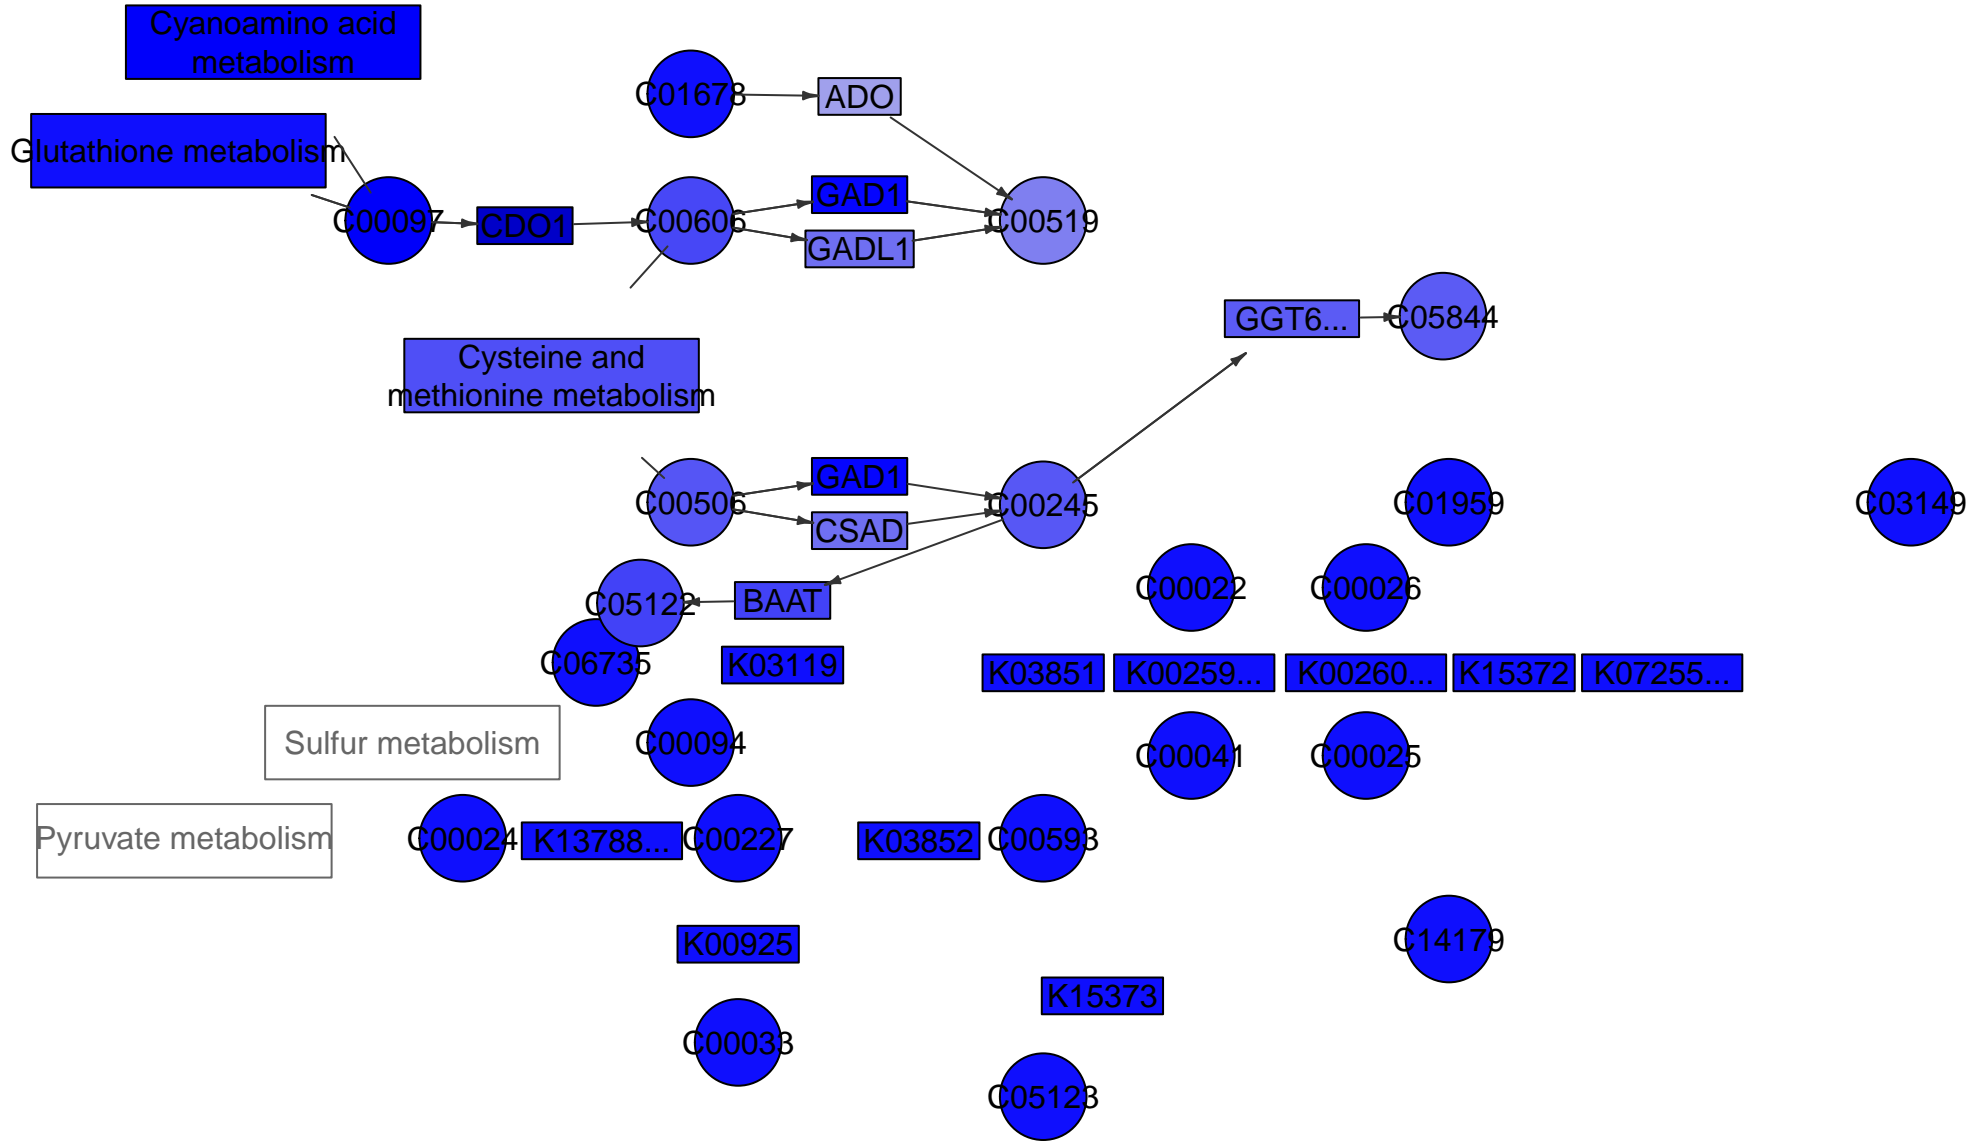 Cyanoamino acid
metabolism
C01678
ADO
Glutathione metabolism
C00097
CDO1
C00606
GAD1
GADL1
C00519
GGT6...
C05844
Cysteine and
methionine metabolism
C00506
GAD1
CSAD
C00245
C01959
C03149
C05122
BAAT
C00022
C00026
C06735
K03119
K03851
K00259...
K00260...
K15372
K07255...
Sulfur metabolism
C00094
C00041
C00025
Pyruvate metabolism
C00024
K13788...
C00227
K03852
C00593
K00925
C14179
K15373
C00033
C05123